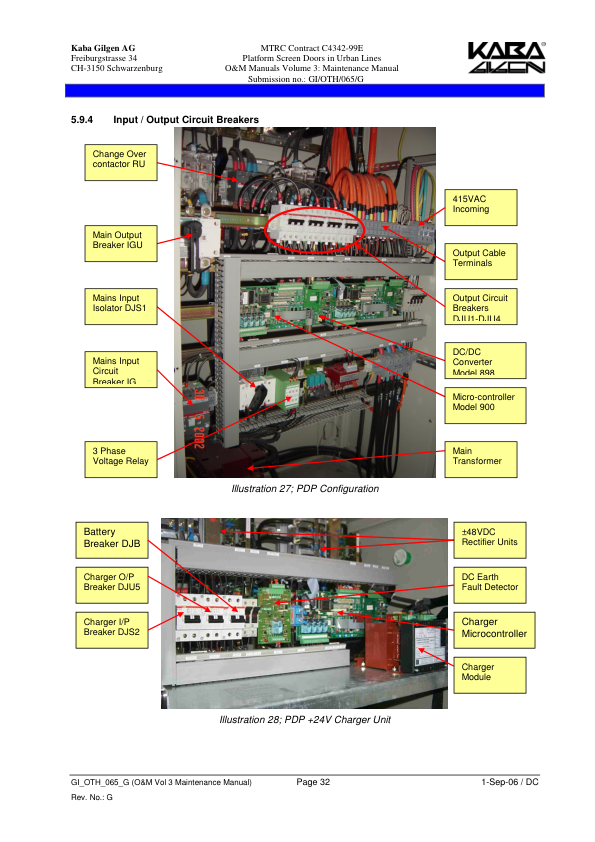 Kaba Gilgen AG
Freiburgstrasse 34
CH-3150 Schwarzenburg
MTRC Contract C4342-99E
Platform Screen Doors in Urban Lines
O&M Manuals Volume 3: Maintenance Manual
Submission no.: GI/OTH/065/G
KABA®
GILGEN
5.9.4 Input / Output Circuit Breakers
Change Over
contactor RU
Main Output
Breaker IGU
Mains Input
Isolator DJS1
Mains Input
Circuit
Breaker IG
3 Phase
Voltage Relay
415VAC
Incoming
Output Cable
Terminals
Output Circuit
Breakers
DJU1-DJU4
DC/DC
Converter
Model 898
Micro-controller
Model 900
Main
Transformer
Illustration 27; PDP Configuration
Battery
Breaker DJB
Charger O/P
Breaker DJU5
Charger I/P
Breaker DJS2
±48VDC
Rectifier Units
DC Earth
Fault Detector
Charger
Microcontroller
Charger
Module
Illustration 28; PDP +24V Charger Unit
GI_OTH_065_G (O&M Vol 3 Maintenance Manual)
Page 32
1-Sep-06 / DC
Rev. No.: G